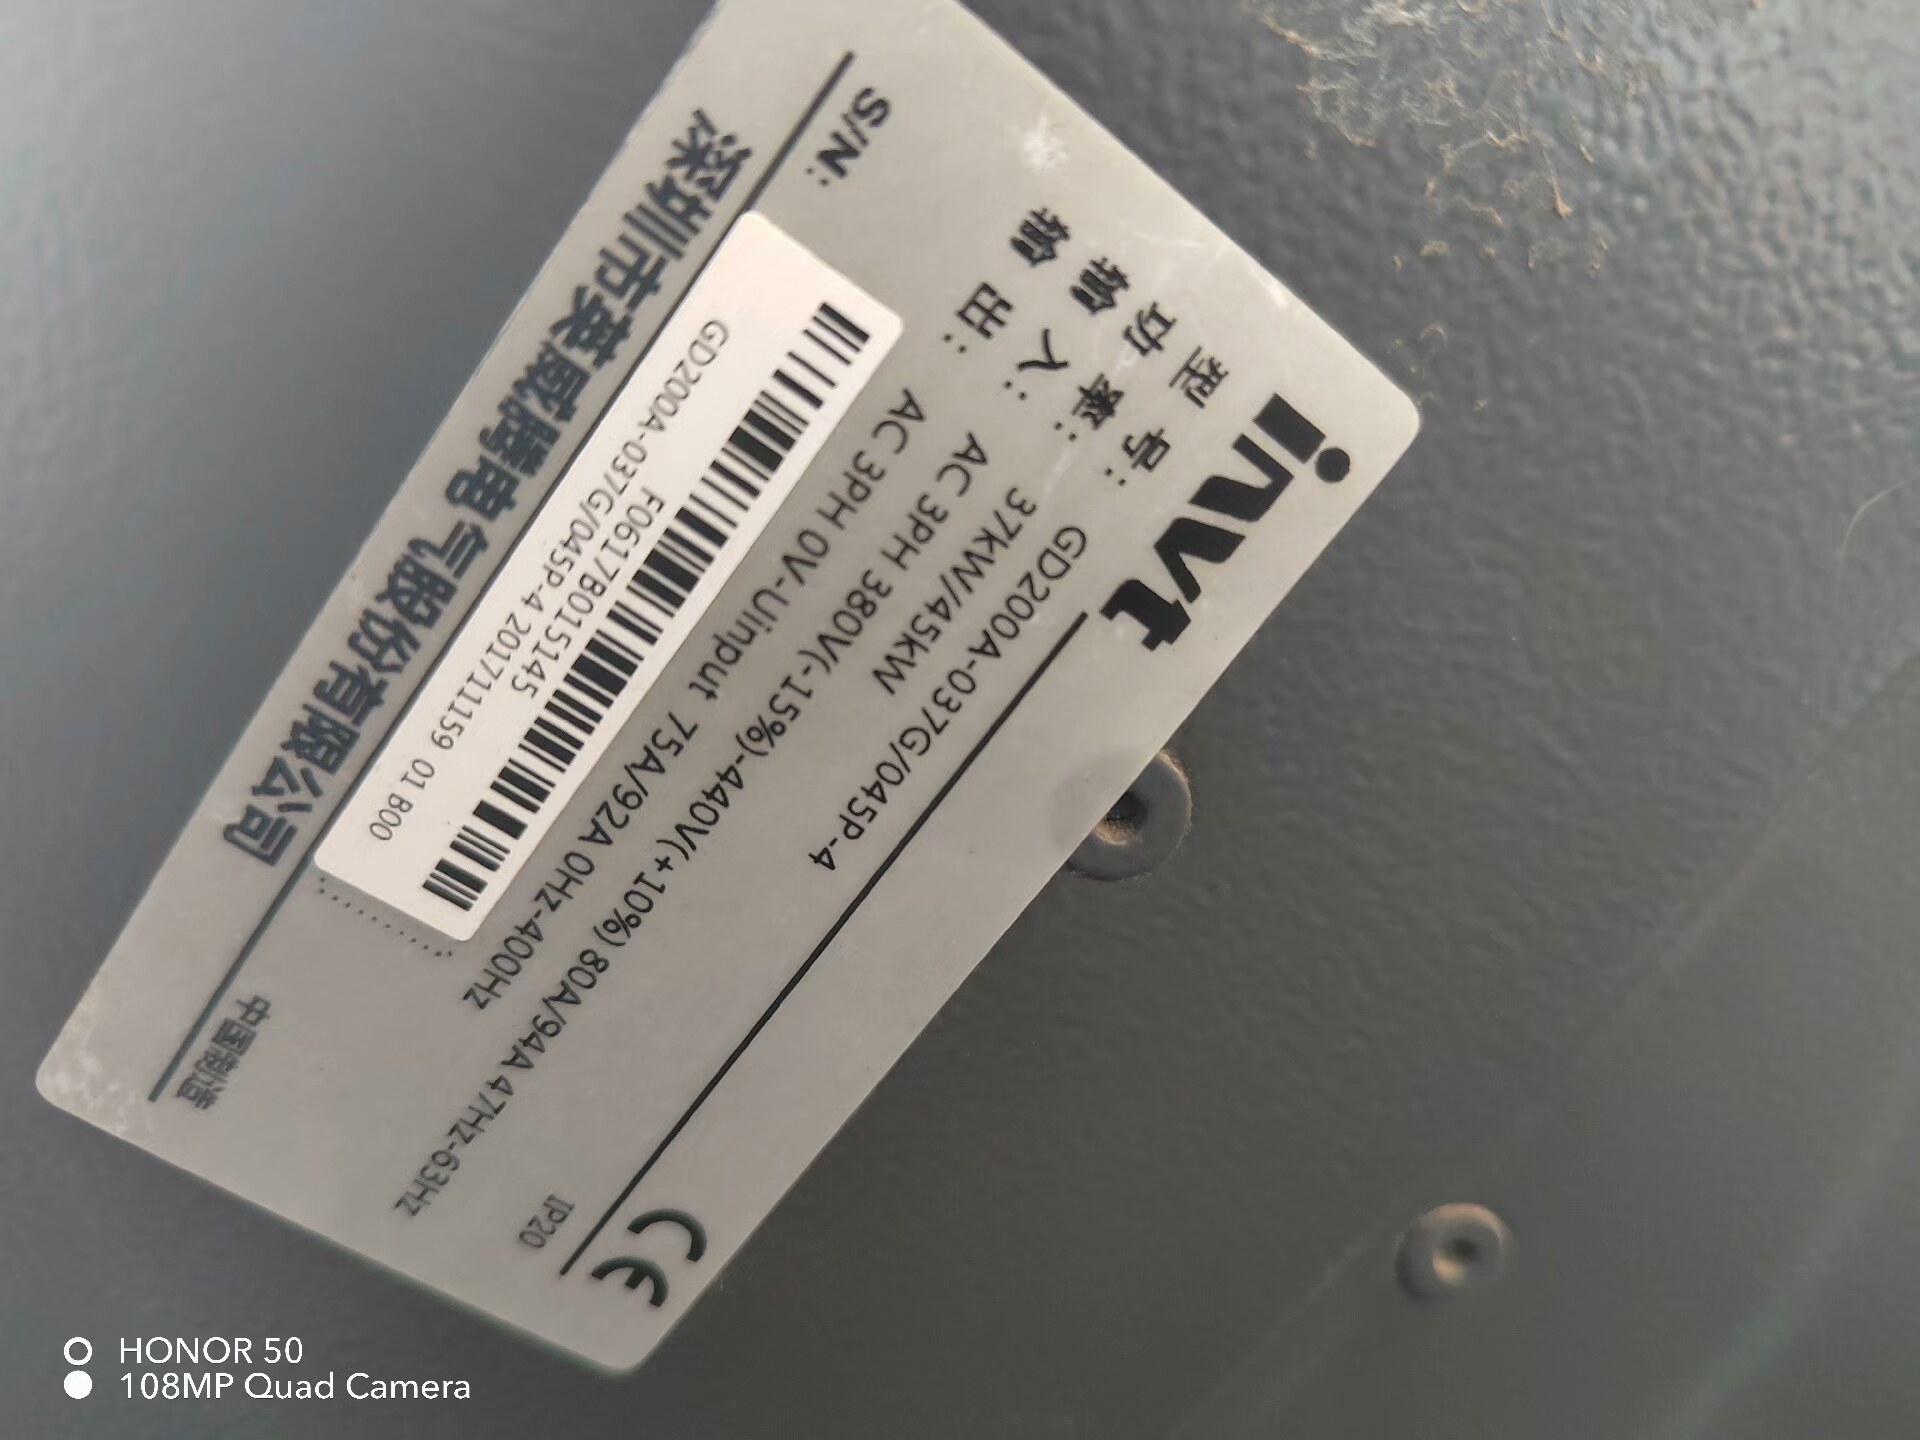 invt
CE
型 号: GD200A-037G/045P-4
IP20
功 率: 37kW/45kW
输 入: AC 3PH 380V(-15%)-440V(+10%) 80A/94A 47Hz-63Hz
输 出: AC 3PH 0V-Uinput 75A/92A 0Hz-400Hz
S/N:
F0617B015145
GD200A-037G/045P-4 201711159 01 B00
深圳市英威腾电气股份有限公司
中国制造
HONOR 50
108MP Quad Camera